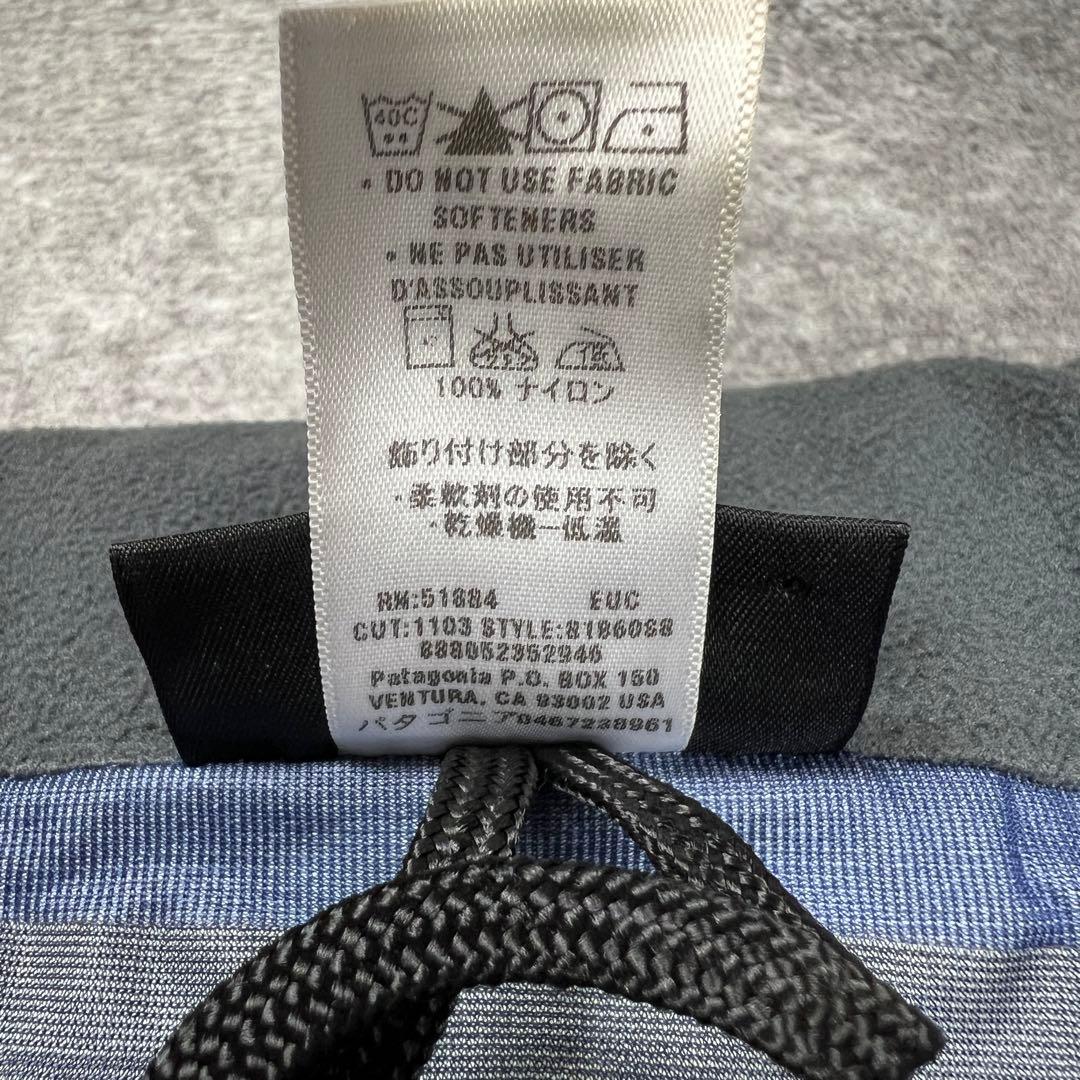 40C
• DO NOT USE FABRIC
SOFTENERS
• NE PAS UTILISER
D'ASSOUPLISSANT
100% ナイロン
飾り付け部分を除く
・柔軟剤の使用不可
・乾燥機ー低温
RN:51884 EUC
CUT:1103 STYLE:8186088
888052352946
Patagonia P.O. BOX 150
VENTURA, CA 93002 USA
パタゴニア0467238961